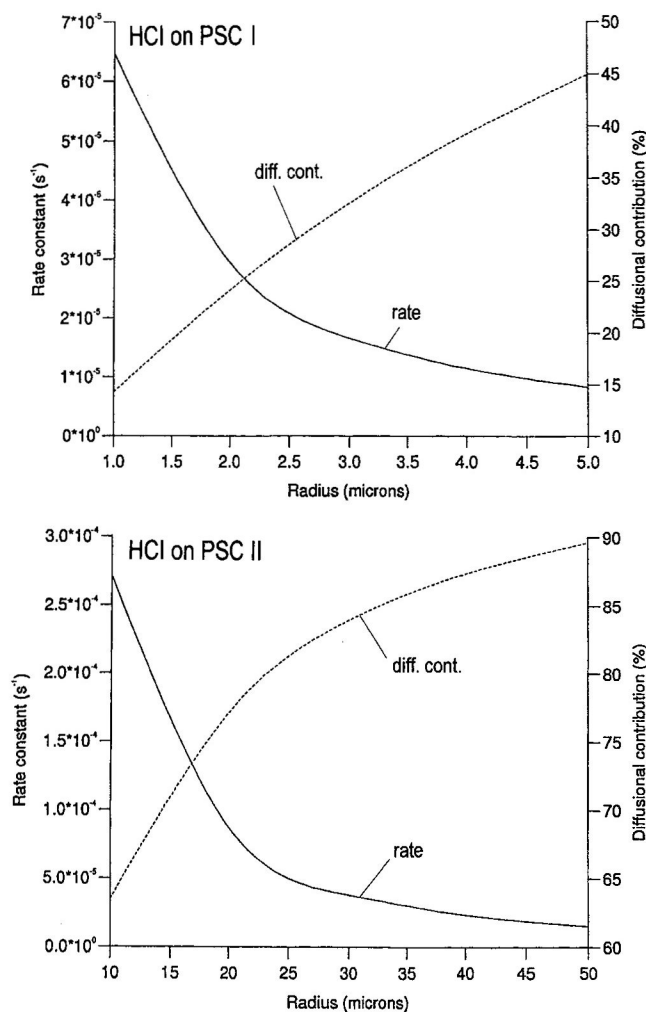 HCl on PSC I
7*10⁻⁵
6*10⁻⁵
5*10⁻⁵
4*10⁻⁵
3*10⁻⁵
2*10⁻⁵
1*10⁻⁵
0*10⁰
Rate constant (s⁻¹)
diff. cont.
rate
50
45
40
35
30
25
20
15
10
Diffusional contribution (%)
1.0 1.5 2.0 2.5 3.0 3.5 4.0 4.5 5.0
Radius (microns)
HCl on PSC II
3.0*10⁻⁴
2.5*10⁻⁴
2.0*10⁻⁴
1.5*10⁻⁴
1.0*10⁻⁴
5.0*10⁻⁵
0.0*10⁰
Rate constant (s⁻¹)
diff. cont.
rate
90
85
80
75
70
65
60
Diffusional contribution (%)
10 15 20 25 30 35 40 45 50
Radius (microns)